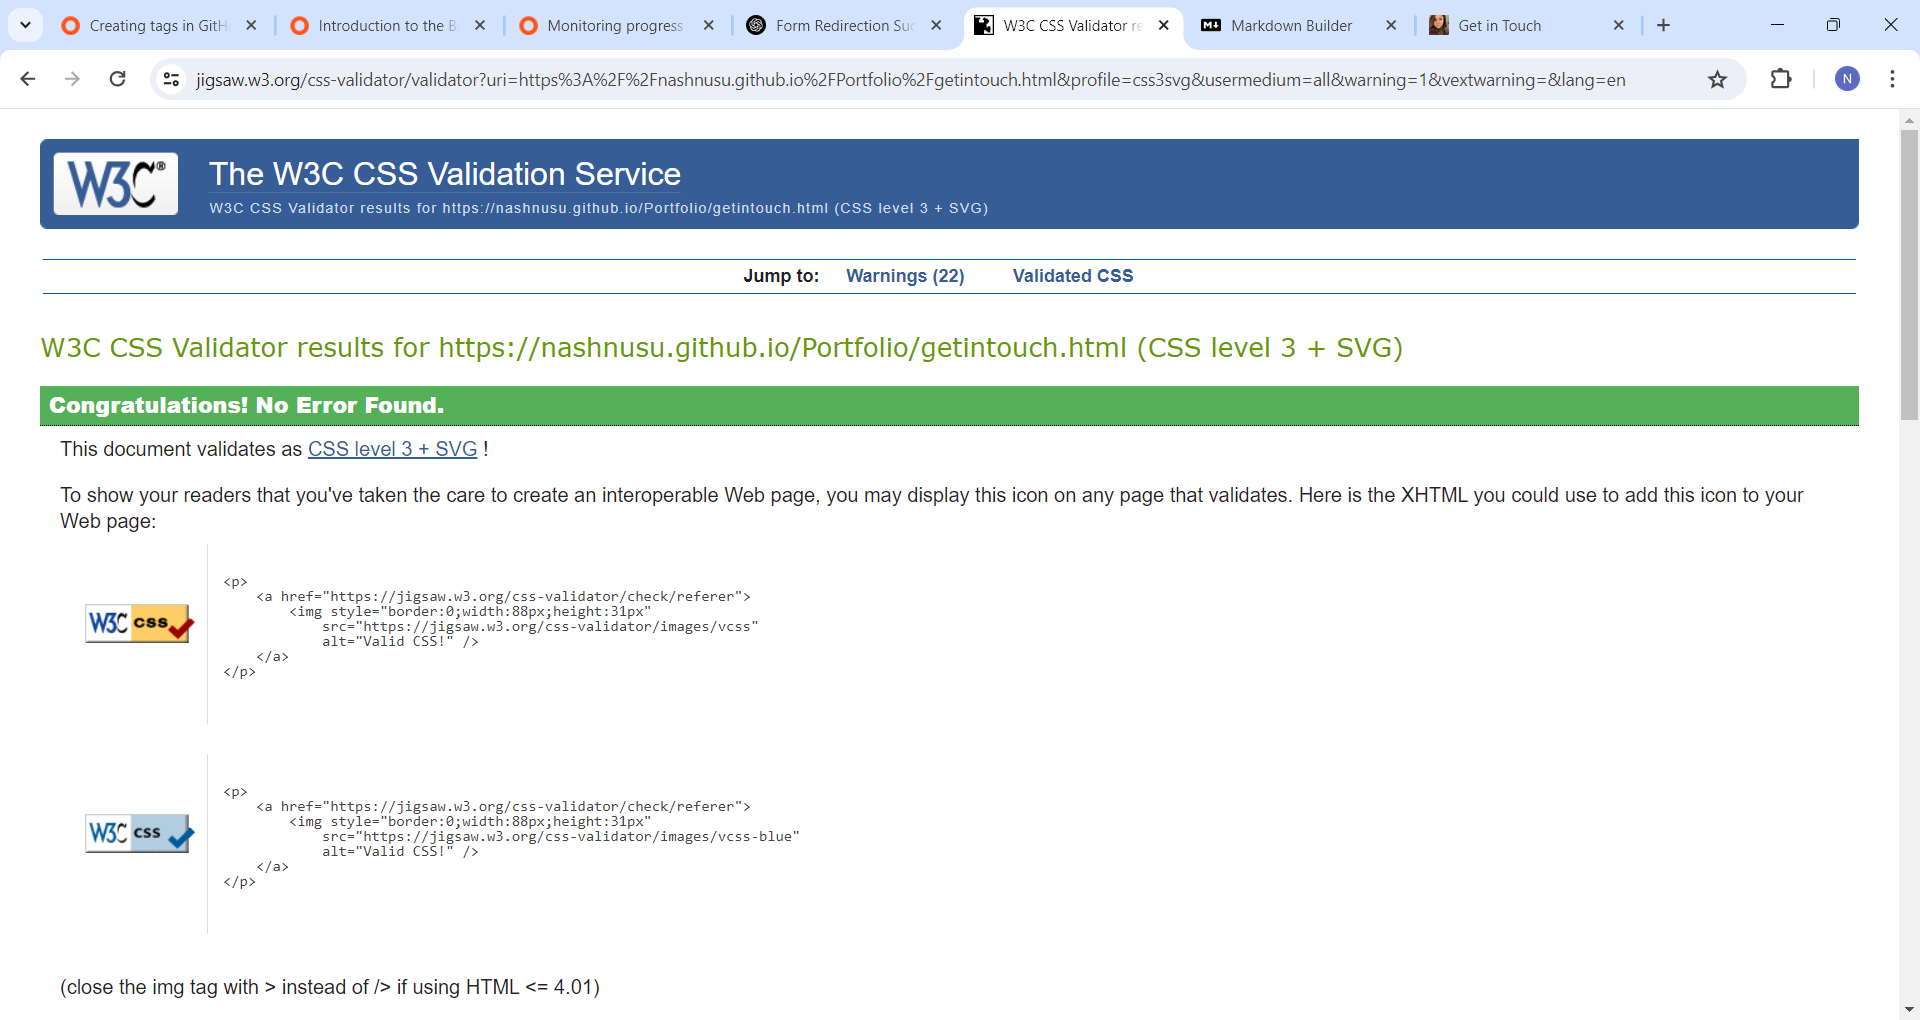 Creating tags in GitH
Introduction to the B
Monitoring progress
Form Redirection Suc
W3C CSS Validator re
Markdown Builder
Get in Touch
jigsaw.w3.org/css-validator/validator?uri=https%3A%2F%2Fnashnusu.github.io%2FPortfolio%2Fgetintouch.html&profile=css3svg&usermedium=all&warning=1&vextwarning=&lang=en
N
W3C®
The W3C CSS Validation Service
W3C CSS Validator results for https://nashnusu.github.io/Portfolio/getintouch.html (CSS level 3 + SVG)
Jump to: Warnings (22) Validated CSS
W3C CSS Validator results for https://nashnusu.github.io/Portfolio/getintouch.html (CSS level 3 + SVG)
Congratulations! No Error Found.
This document validates as CSS level 3 + SVG !
To show your readers that you've taken the care to create an interoperable Web page, you may display this icon on any page that validates. Here is the XHTML you could use to add this icon to your
Web page:
W3C css
<p>
<a href="https://jigsaw.w3.org/css-validator/check/referer">
<img style="border:0;width:88px;height:31px"
src="https://jigsaw.w3.org/css-validator/images/vcss"
alt="Valid CSS!" />
</a>
</p>
W3C css
<p>
<a href="https://jigsaw.w3.org/css-validator/check/referer">
<img style="border:0;width:88px;height:31px"
src="https://jigsaw.w3.org/css-validator/images/vcss-blue"
alt="Valid CSS!" />
</a>
</p>
(close the img tag with > instead of /> if using HTML <= 4.01)